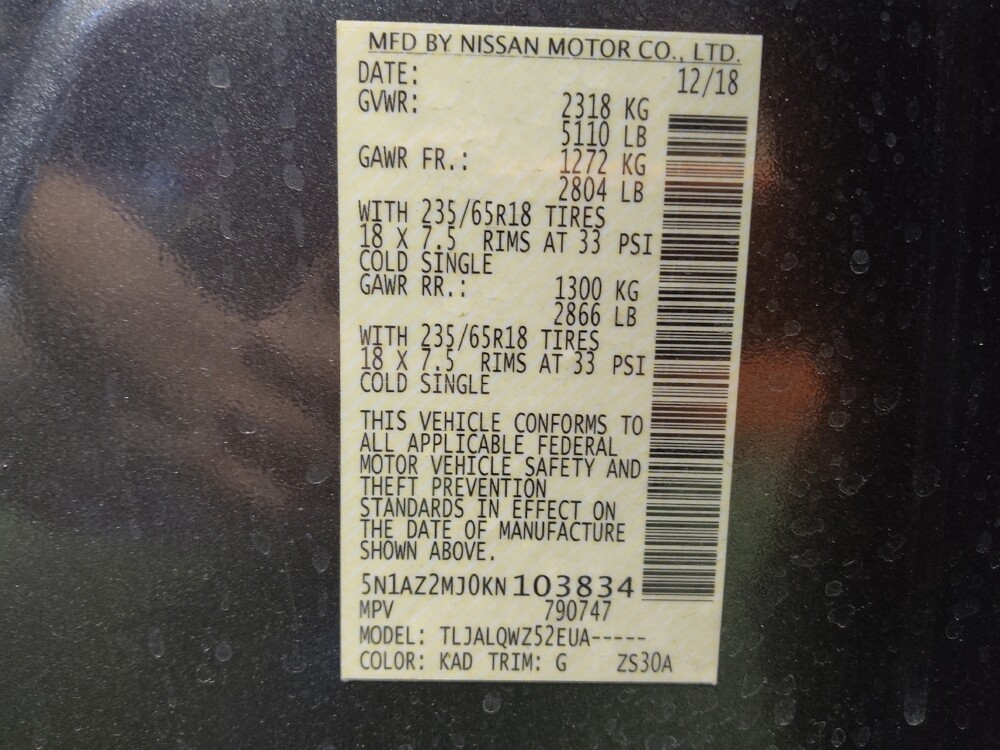 MFD BY NISSAN MOTOR CO., LTD.
DATE: 12/18
GVWR: 2318 KG
5110 LB
GAWR FR.: 1272 KG
2804 LB
WITH 235/65R18 TIRES
18 X 7.5 RIMS AT 33 PSI
COLD SINGLE
GAWR RR.: 1300 KG
2866 LB
WITH 235/65R18 TIRES
18 X 7.5 RIMS AT 33 PSI
COLD SINGLE
THIS VEHICLE CONFORMS TO
ALL APPLICABLE FEDERAL
MOTOR VEHICLE SAFETY AND
THEFT PREVENTION
STANDARDS IN EFFECT ON
THE DATE OF MANUFACTURE
SHOWN ABOVE.
5N1AZ2MJ0KN103834
MPV 790747
MODEL: TLJALQWZ52EUA-----
COLOR: KAD TRIM: G ZS30A